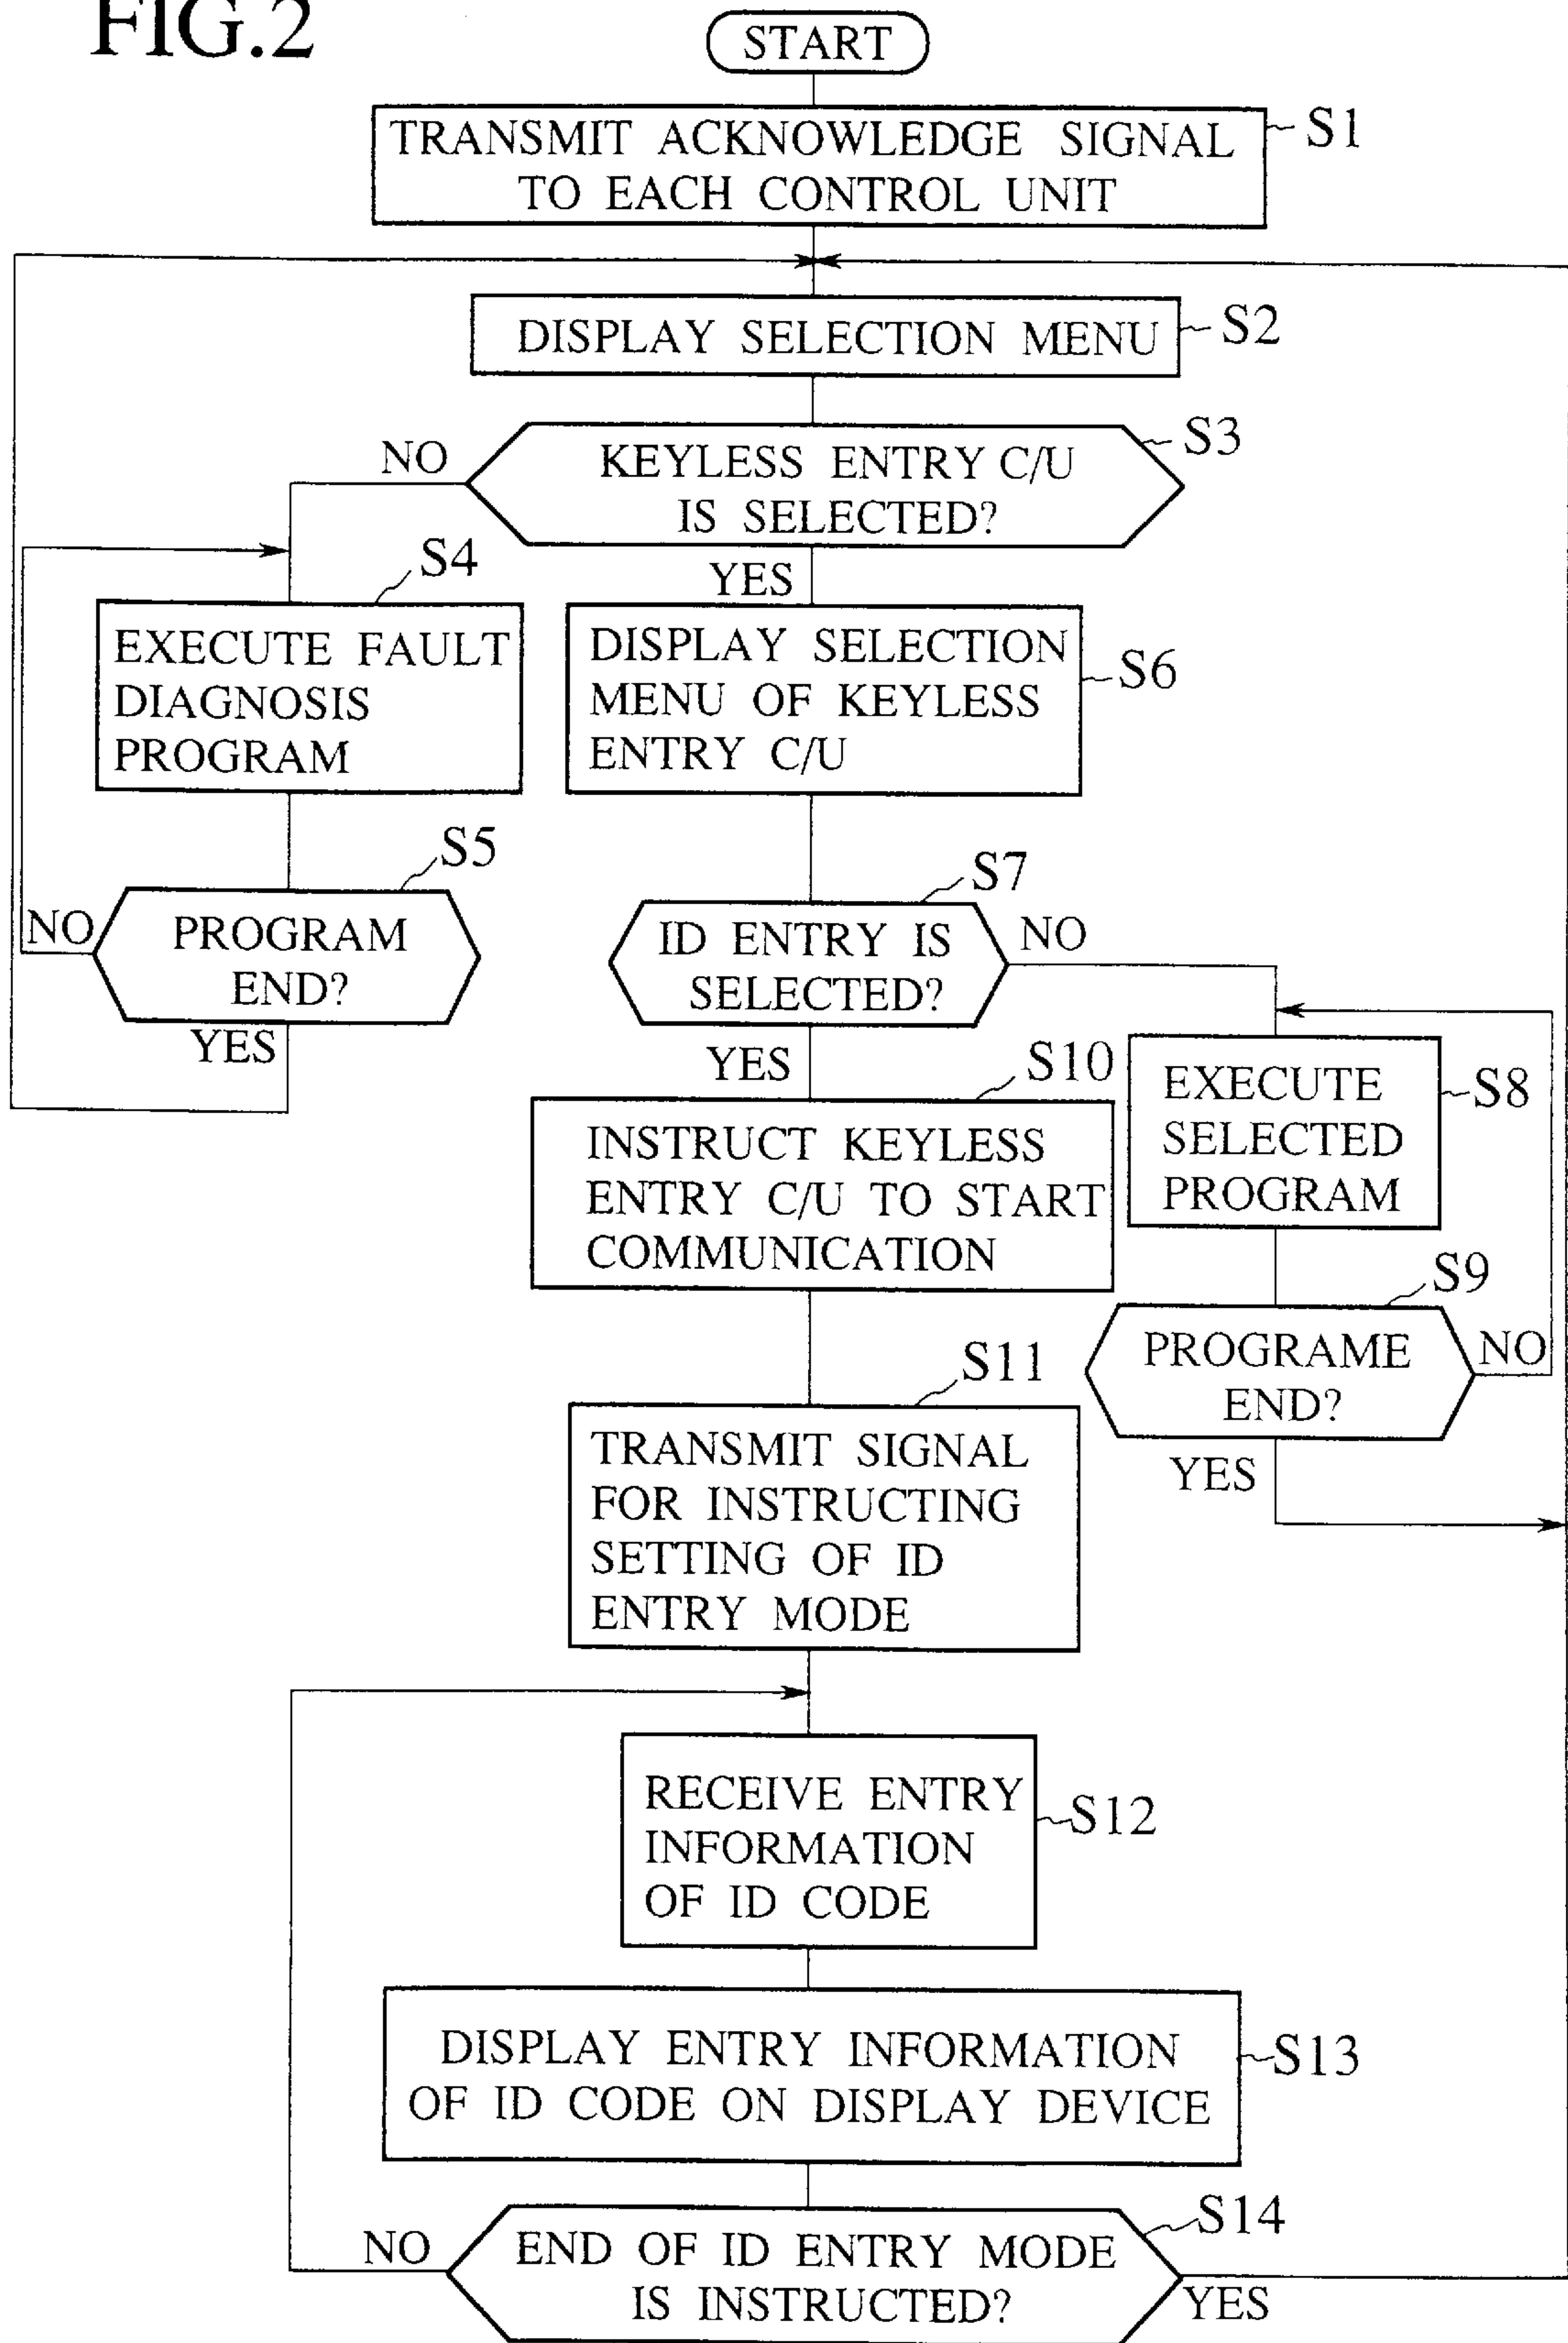 FIG.2
START
TRANSMIT ACKNOWLEDGE SIGNAL
TO EACH CONTROL UNIT
S1
DISPLAY SELECTION MENU
S2
KEYLESS ENTRY C/U
IS SELECTED?
S3
NO
YES
S4
EXECUTE FAULT
DIAGNOSIS
PROGRAM
S5
PROGRAM
END?
NO
YES
DISPLAY SELECTION
MENU OF KEYLESS
ENTRY C/U
S6
S7
ID ENTRY IS
SELECTED?
NO
YES
EXECUTE
SELECTED
PROGRAM
S8
S9
PROGRAME
END?
NO
YES
S10
INSTRUCT KEYLESS
ENTRY C/U TO START
COMMUNICATION
S11
TRANSMIT SIGNAL
FOR INSTRUCTING
SETTING OF ID
ENTRY MODE
RECEIVE ENTRY
INFORMATION
OF ID CODE
S12
DISPLAY ENTRY INFORMATION
OF ID CODE ON DISPLAY DEVICE
S13
S14
END OF ID ENTRY MODE
IS INSTRUCTED?
NO
YES